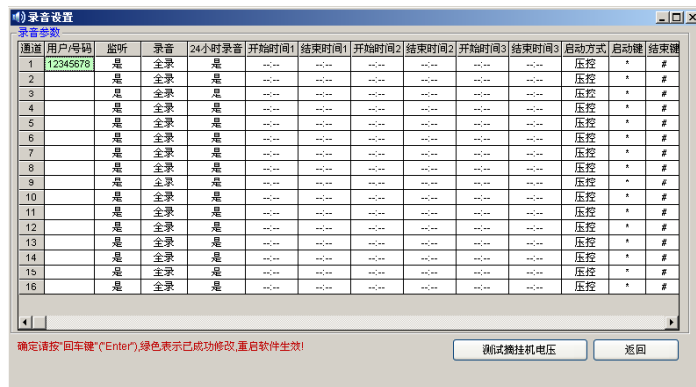 录音设置
录音参数
通道 用户/号码 监听 录音 24小时录音 开始时间1 结束时间1 开始时间2 结束时间2 开始时间3 结束时间3 启动方式 启动键 结束键
1 12345678 是 全录 是 --:-- --:-- --:-- --:-- --:-- --:-- 压控 * #
2 是 全录 是 --:-- --:-- --:-- --:-- --:-- --:-- 压控 * #
3 是 全录 是 --:-- --:-- --:-- --:-- --:-- --:-- 压控 * #
4 是 全录 是 --:-- --:-- --:-- --:-- --:-- --:-- 压控 * #
5 是 全录 是 --:-- --:-- --:-- --:-- --:-- --:-- 压控 * #
6 是 全录 是 --:-- --:-- --:-- --:-- --:-- --:-- 压控 * #
7 是 全录 是 --:-- --:-- --:-- --:-- --:-- --:-- 压控 * #
8 是 全录 是 --:-- --:-- --:-- --:-- --:-- --:-- 压控 * #
9 是 全录 是 --:-- --:-- --:-- --:-- --:-- --:-- 压控 * #
10 是 全录 是 --:-- --:-- --:-- --:-- --:-- --:-- 压控 * #
11 是 全录 是 --:-- --:-- --:-- --:-- --:-- --:-- 压控 * #
12 是 全录 是 --:-- --:-- --:-- --:-- --:-- --:-- 压控 * #
13 是 全录 是 --:-- --:-- --:-- --:-- --:-- --:-- 压控 * #
14 是 全录 是 --:-- --:-- --:-- --:-- --:-- --:-- 压控 * #
15 是 全录 是 --:-- --:-- --:-- --:-- --:-- --:-- 压控 * #
16 是 全录 是 --:-- --:-- --:-- --:-- --:-- --:-- 压控 * #
确定请按"回车键"("Enter"),绿色表示已成功修改,重启软件生效!
测试摘挂机电压 返回